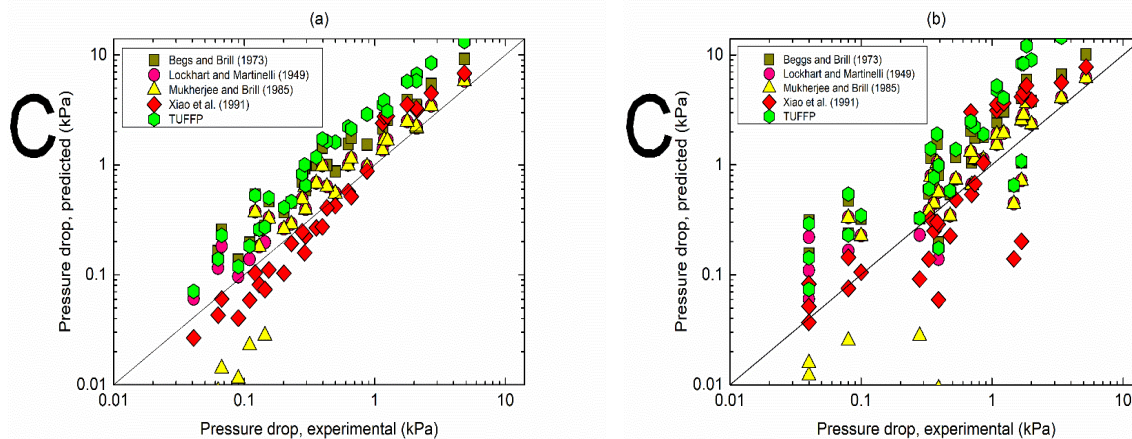 (a)
C
Pressure drop, predicted (kPa)
10
1
0.1
0.01
Begs and Brill (1973)
Lockhart and Martinelli (1949)
Mukherjee and Brill (1985)
Xiao et al. (1991)
TUFFP
0.01
0.1
1
10
Pressure drop, experimental (kPa)
(b)
C
Pressure drop, predicted (kPa)
10
1
0.1
0.01
Beggs and Brill (1973)
Lockhart and Martinelli (1949)
Mukherjee and Brill (1985)
Xiao et al. (1991)
TUFFP
0.01
0.1
1
10
Pressure drop, experimental (kPa)